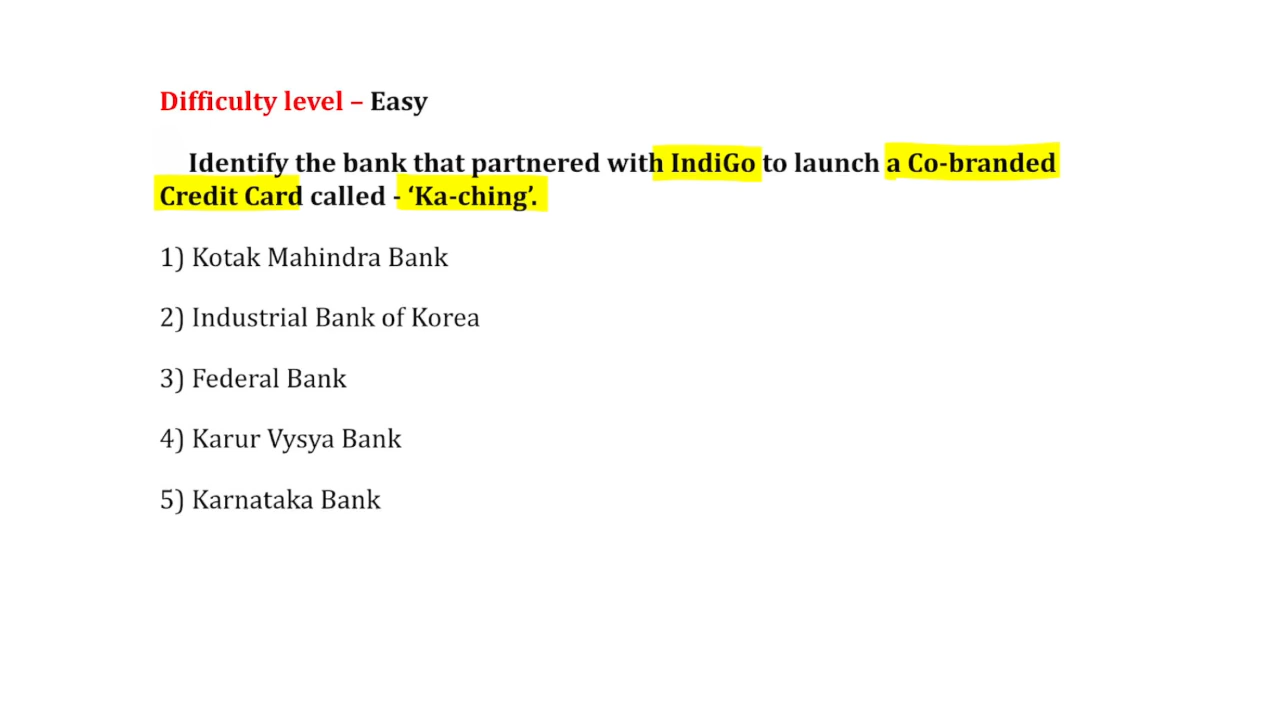 Difficulty level – Easy
Identify the bank that partnered with IndiGo to launch a Co-branded
Credit Card called - ‘Ka-ching’.
1) Kotak Mahindra Bank
2) Industrial Bank of Korea
3) Federal Bank
4) Karur Vysya Bank
5) Karnataka Bank